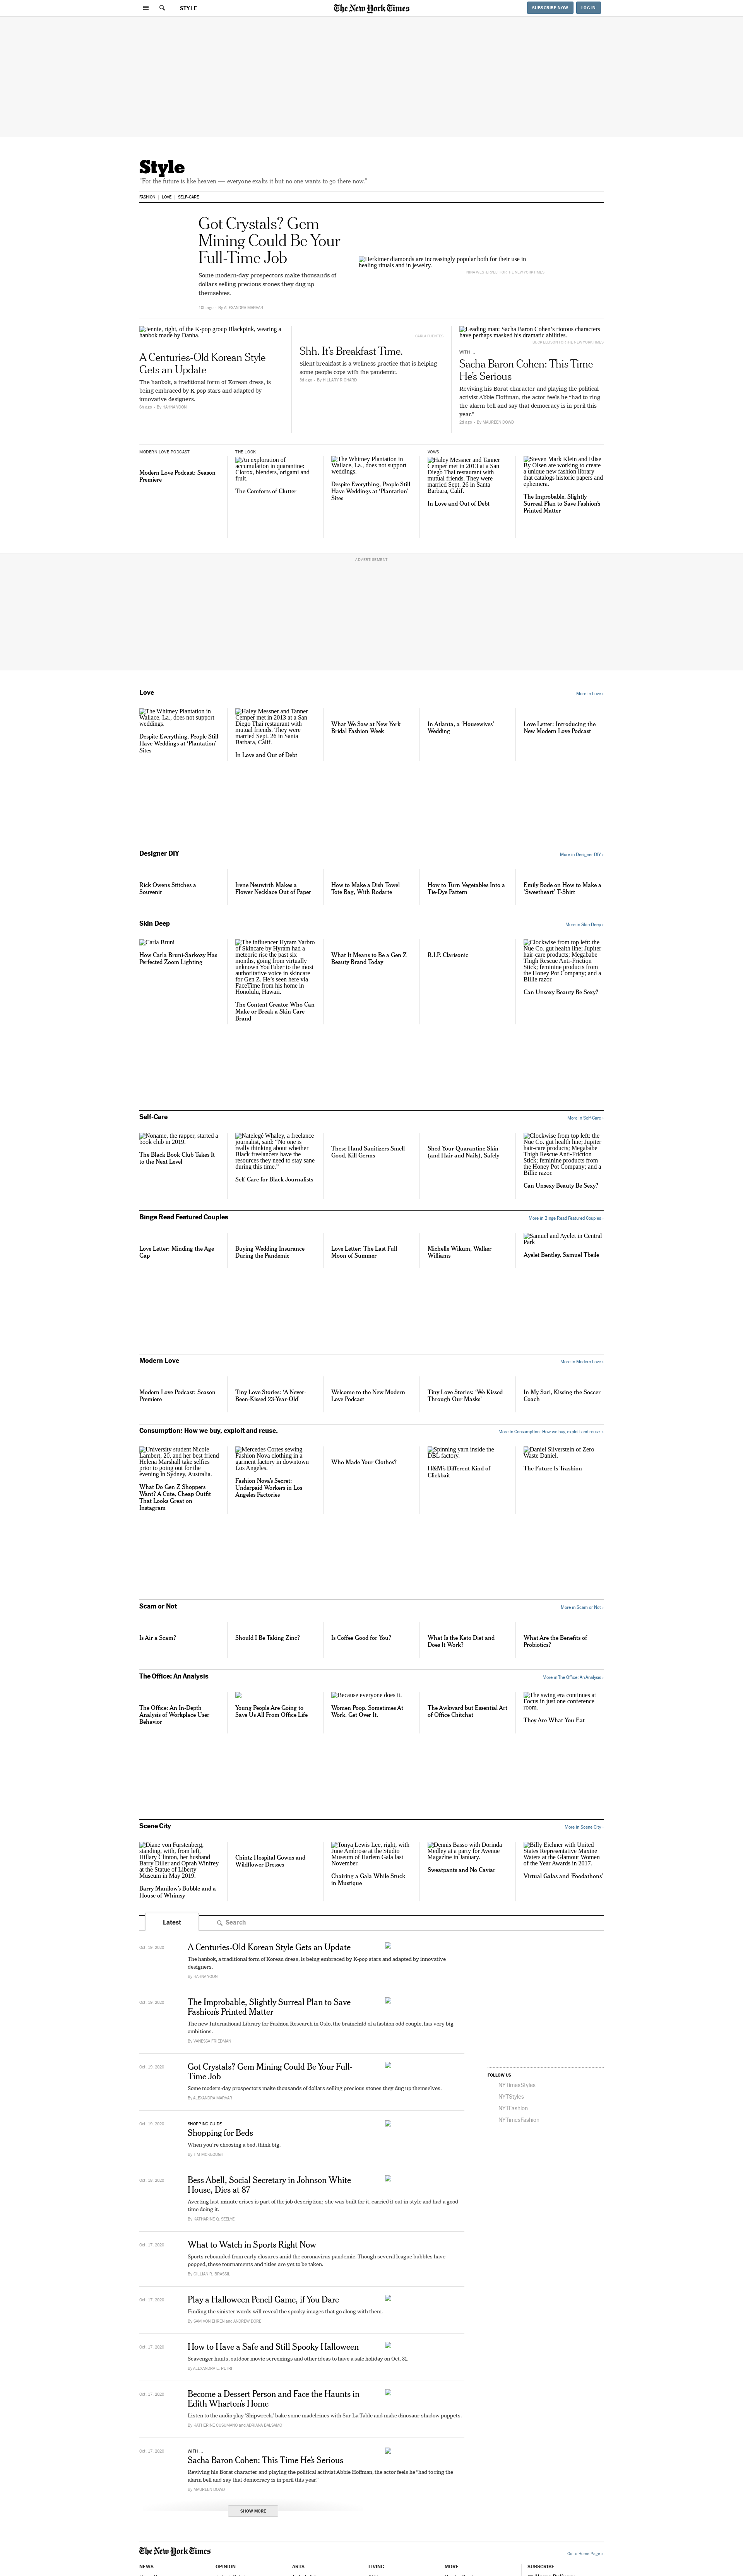 STYLE
The New York Times
SUBSCRIBE NOW
LOG IN
Style
"For the future is like heaven — everyone exalts it but no one wants to go there now."
FASHION
LOVE
SELF-CARE
Got Crystals? Gem
Mining Could Be Your
Full-Time Job
Some modern-day prospectors make thousands of
dollars selling precious stones they dug up
themselves.
By ALEXANDRA MARVAR
Herkimer diamonds are increasingly popular both for their use in
healing rituals and in jewelry.
Jennie, right, of the K-pop group Blackpink, wearing a
hanbok made by Danha.
A Centuries-Old Korean Style
Gets an Update
The hanbok, a traditional form of Korean dress, is
being embraced by K-pop stars and adapted by
innovative designers.
By HAHNA YOON
Shh. It's Breakfast Time.
Silent breakfast is a wellness practice that is helping
some people cope with the pandemic.
By HILLARY RICHARD
Leading man: Sacha Baron Cohen's riotous characters
have perhaps masked his dramatic abilities.
WITH ...
Sacha Baron Cohen: This Time
He's Serious
Reviving his Borat character and playing the political
activist Abbie Hoffman, the actor feels he "had to ring
the alarm bell and say that democracy is in peril this
year."
By MAUREEN DOWD
MODERN LOVE PODCAST
Modern Love Podcast: Season
Premiere
THE LOOK
An exploration of
accumulation in quarantine:
Clorox, blenders, origami and
fruit.
The Comforts of Clutter
The Whitney Plantation in
Wallace, La., does not support
weddings.
Despite Everything, People Still
Have Weddings at 'Plantation'
Sites
VOWS
Haley Messner and Tanner
Cemper met in 2013 at a San
Diego Thai restaurant with
mutual friends. They were
married Sept. 26 in Santa
Barbara, Calif.
In Love and Out of Debt
Steven Mark Klein and Elise
By Olsen are working to create
a unique new fashion library
that catalogs historic papers and
ephemera.
The Improbable, Slightly
Surreal Plan to Save Fashion's
Printed Matter
ADVERTISEMENT
Love
More in Love ›
The Whitney Plantation in
Wallace, La., does not support
weddings.
Despite Everything, People Still
Have Weddings at 'Plantation'
Sites
Haley Messner and Tanner
Cemper met in 2013 at a San
Diego Thai restaurant with
mutual friends. They were
married Sept. 26 in Santa
Barbara, Calif.
In Love and Out of Debt
What We Saw at New York
Bridal Fashion Week
In Atlanta, a 'Housewives'
Wedding
Love Letter: Introducing the
New Modern Love Podcast
Designer DIY
More in Designer DIY ›
Rick Owens Stitches a
Souvenir
Irene Neuwirth Makes a
Flower Necklace Out of Paper
How to Make a Dish Towel
Tote Bag, With Rodarte
How to Turn Vegetables Into a
Tie-Dye Pattern
Emily Bode on How to Make a
'Sweetheart' T-Shirt
Skin Deep
More in Skin Deep ›
Carla Bruni
How Carla Bruni-Sarkozy Has
Perfected Zoom Lighting
The influencer Hyram Yarbro
of Skincare by Hyram had a
meteoric rise the past six
months, going from virtually
unknown YouTuber to the most
authoritative voice in skincare
for Gen Z. He's seen here via
FaceTime from his home in
Honolulu, Hawaii.
The Content Creator Who Can
Make or Break a Skin Care
Brand
What It Means to Be a Gen Z
Beauty Brand Today
R.I.P. Clarisonic
Clockwise from top left: the
Nue Co. gut health line; Jupiter
hair-care products; Megababe
Thigh Rescue Anti-Friction
Stick; feminine products from
the Honey Pot Company; and a
Billie razor.
Can Unsexy Beauty Be Sexy?
Self-Care
More in Self-Care ›
Noname, the rapper, started a
book club in 2019.
The Black Book Club Takes It
to the Next Level
Natelegé Whaley, a freelance
journalist, said: "No one is
really thinking about whether
Black freelancers have the
resources they need to stay sane
during this time."
Self-Care for Black Journalists
These Hand Sanitizers Smell
Good, Kill Germs
Shed Your Quarantine Skin
(and Hair and Nails), Safely
Clockwise from top left: the
Nue Co. gut health line; Jupiter
hair-care products; Megababe
Thigh Rescue Anti-Friction
Stick; feminine products from
the Honey Pot Company; and a
Billie razor.
Can Unsexy Beauty Be Sexy?
Binge Read Featured Couples
More in Binge Read Featured Couples ›
Love Letter: Minding the Age
Gap
Buying Wedding Insurance
During the Pandemic
Love Letter: The Last Full
Moon of Summer
Michelle Wikum, Walker
Williams
Samuel and Ayelet in Central
Park
Ayelet Bentley, Samuel Theile
Modern Love
More in Modern Love ›
Modern Love Podcast: Season
Premiere
Tiny Love Stories: 'A Never-
Been-Kissed 23-Year-Old'
Welcome to the New Modern
Love Podcast
Tiny Love Stories: 'We Kissed
Through Our Masks'
In My Sari, Kissing the Soccer
Coach
Consumption: How we buy, exploit and reuse.
More in Consumption: How we buy, exploit and reuse. ›
University student Nicole
Lambert, 20, and her best friend
Helena Marshall take selfies
prior to going out for the
evening in Sydney, Australia.
What Do Gen Z Shoppers
Want? A Cute, Cheap Outfit
That Looks Great on
Instagram
Mercedes Cortes sewing
Fashion Nova clothing in a
garment factory in downtown
Los Angeles.
Fashion Nova's Secret:
Underpaid Workers in Los
Angeles Factories
Who Made Your Clothes?
Spinning yarn inside the
DBL factory.
H&M's Different Kind of
Clickbait
Daniel Silverstein of Zero
Waste Daniel.
The Future Is Trashion
Scam or Not
More in Scam or Not ›
Is Air a Scam?
Should I Be Taking Zinc?
Is Coffee Good for You?
What Is the Keto Diet and
Does It Work?
What Are the Benefits of
Probiotics?
The Office: An Analysis
More in The Office: An Analysis ›
The Office: An In-Depth
Analysis of Workplace User
Behavior
Young People Are Going to
Save Us All From Office Life
Because everyone does it.
Women Poop. Sometimes At
Work. Get Over It.
The Awkward but Essential Art
of Office Chitchat
The swing era continues at
Focus in just one conference
room.
They Are What You Eat
Scene City
More in Scene City ›
Diane von Furstenberg,
standing, with, from left,
Hillary Clinton, her husband
Barry Diller and Oprah Winfrey
at the Statue of Liberty
Museum in May 2019.
Barry Manilow's Bubble and a
House of Whimsy
Chintz Hospital Gowns and
Wildflower Dresses
Tonya Lewis Lee, right, with
June Ambrose at the Studio
Museum of Harlem Gala last
November.
Chairing a Gala While Stuck
in Mustique
Dennis Basso with Dorinda
Medley at a party for Avenue
Magazine in January.
Sweatpants and No Caviar
Billy Eichner with United
States Representative Maxine
Waters at the Glamour Women
of the Year Awards in 2017.
Virtual Galas and 'Foodathons'
Latest
Search
Oct. 18, 2020
A Centuries-Old Korean Style Gets an Update
The hanbok, a traditional form of Korean dress, is being embraced by K-pop stars and adapted by innovative
designers.
By HAHNA YOON
Oct. 18, 2020
The Improbable, Slightly Surreal Plan to Save
Fashion's Printed Matter
The new International Library for Fashion Research in Oslo, the brainchild of a fashion odd couple, has very big
ambitions.
By VANESSA FRIEDMAN
Oct. 18, 2020
Got Crystals? Gem Mining Could Be Your Full-
Time Job
Some modern-day prospectors make thousands of dollars selling precious stones they dug up themselves.
By ALEXANDRA MARVAR
Oct. 18, 2020
SHOPPING GUIDE
Shopping for Beds
When you're choosing a bed, think big.
By TIM MCKEOUGH
Oct. 18, 2020
Bess Abell, Social Secretary in Johnson White
House, Dies at 87
Averting last-minute crises is part of the job description; she was built for it, carried it out in style and had a good
time doing it.
By KATHARINE Q. SEELYE
Oct. 17, 2020
What to Watch in Sports Right Now
Sports rebounded from early closures amid the coronavirus pandemic. Though several league bubbles have
popped, these tournaments and titles are yet to be taken.
By GILLIAN R. BRASSIL
Oct. 17, 2020
Play a Halloween Pencil Game, if You Dare
Finding the sinister words will reveal the spooky images that go along with them.
By SAM VON EHREN and ANDREW SORE
Oct. 17, 2020
How to Have a Safe and Still Spooky Halloween
Scavenger hunts, outdoor movie screenings and other ideas to have a safe holiday on Oct. 31.
By ALEXANDRA E. PETRI
Oct. 17, 2020
Become a Dessert Person and Face the Haunts in
Edith Wharton's Home
Listen to the audio play 'Shipwreck,' bake some madeleines with Sur La Table and make dinosaur shadow puppets.
By KATHERINE CUSUMANO and ADRIANA BALSAMO
Oct. 17, 2020
WITH ...
Sacha Baron Cohen: This Time He's Serious
Reviving his Borat character and playing the political activist Abbie Hoffman, the actor feels he "had to ring the
alarm bell and say that democracy is in peril this year."
By MAUREEN DOWD
SHOW MORE
FOLLOW US
NYTimesStyles
NYTStyles
NYTFashion
NYTimesFashion
The New York Times
Go to Home Page »
NEWS
OPINION
ARTS
LIVING
MORE
SUBSCRIBE